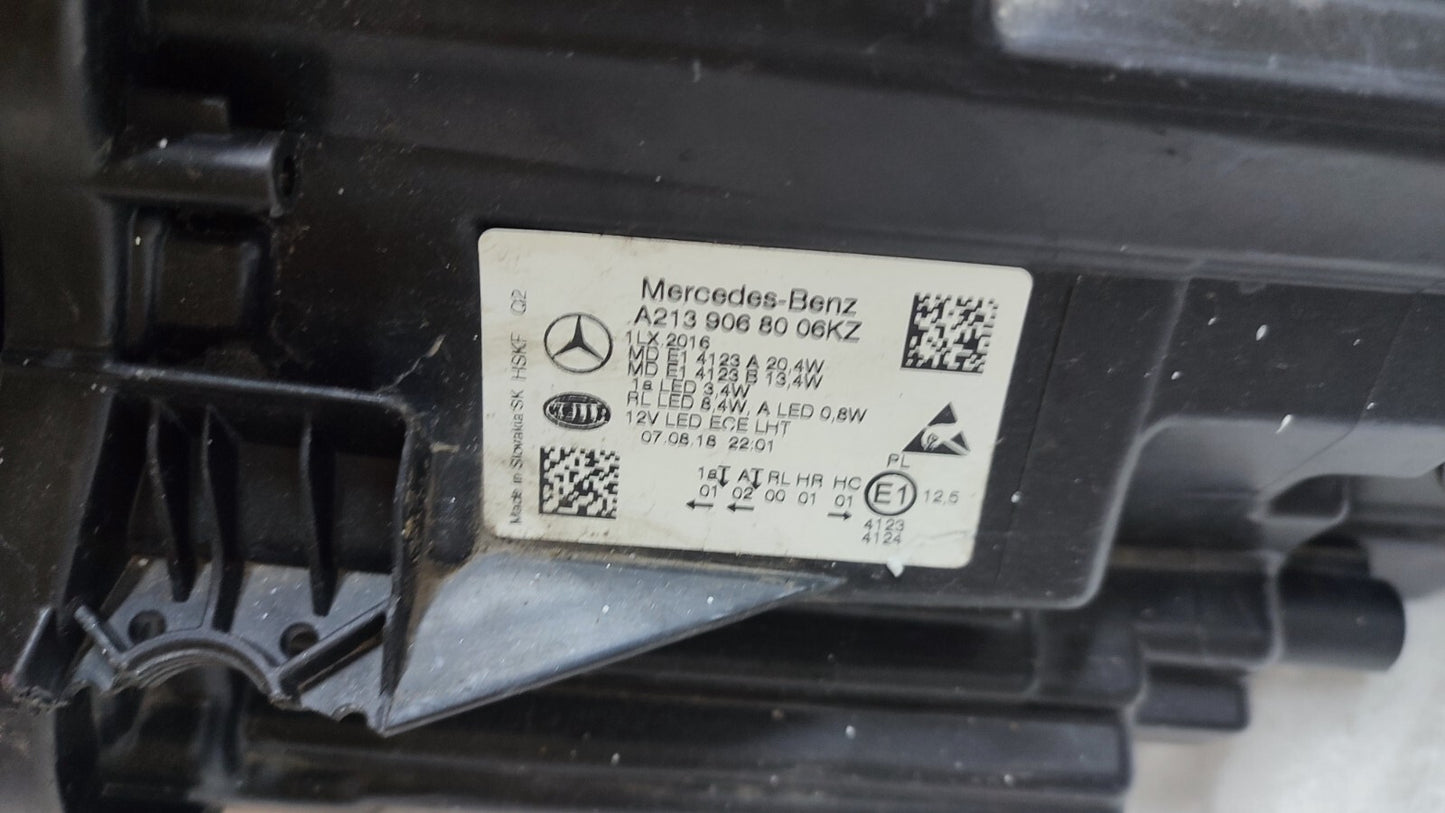 Mercedes-Benz
A213 906 80 06KZ
1LX.2016
MD E1 4123 A 20,4W
MD E1 4123 B 13,4W
1a LED 3,4W
RL LED 8,4W, A LED 0,8W
12V LED ECE LHT
07.08.18 22:01
Made in Slovakia/SK HSKF Q2
HELLA
PL
1a A RL HR HC E1 12,5
01 02 00 01 01
4123
4124